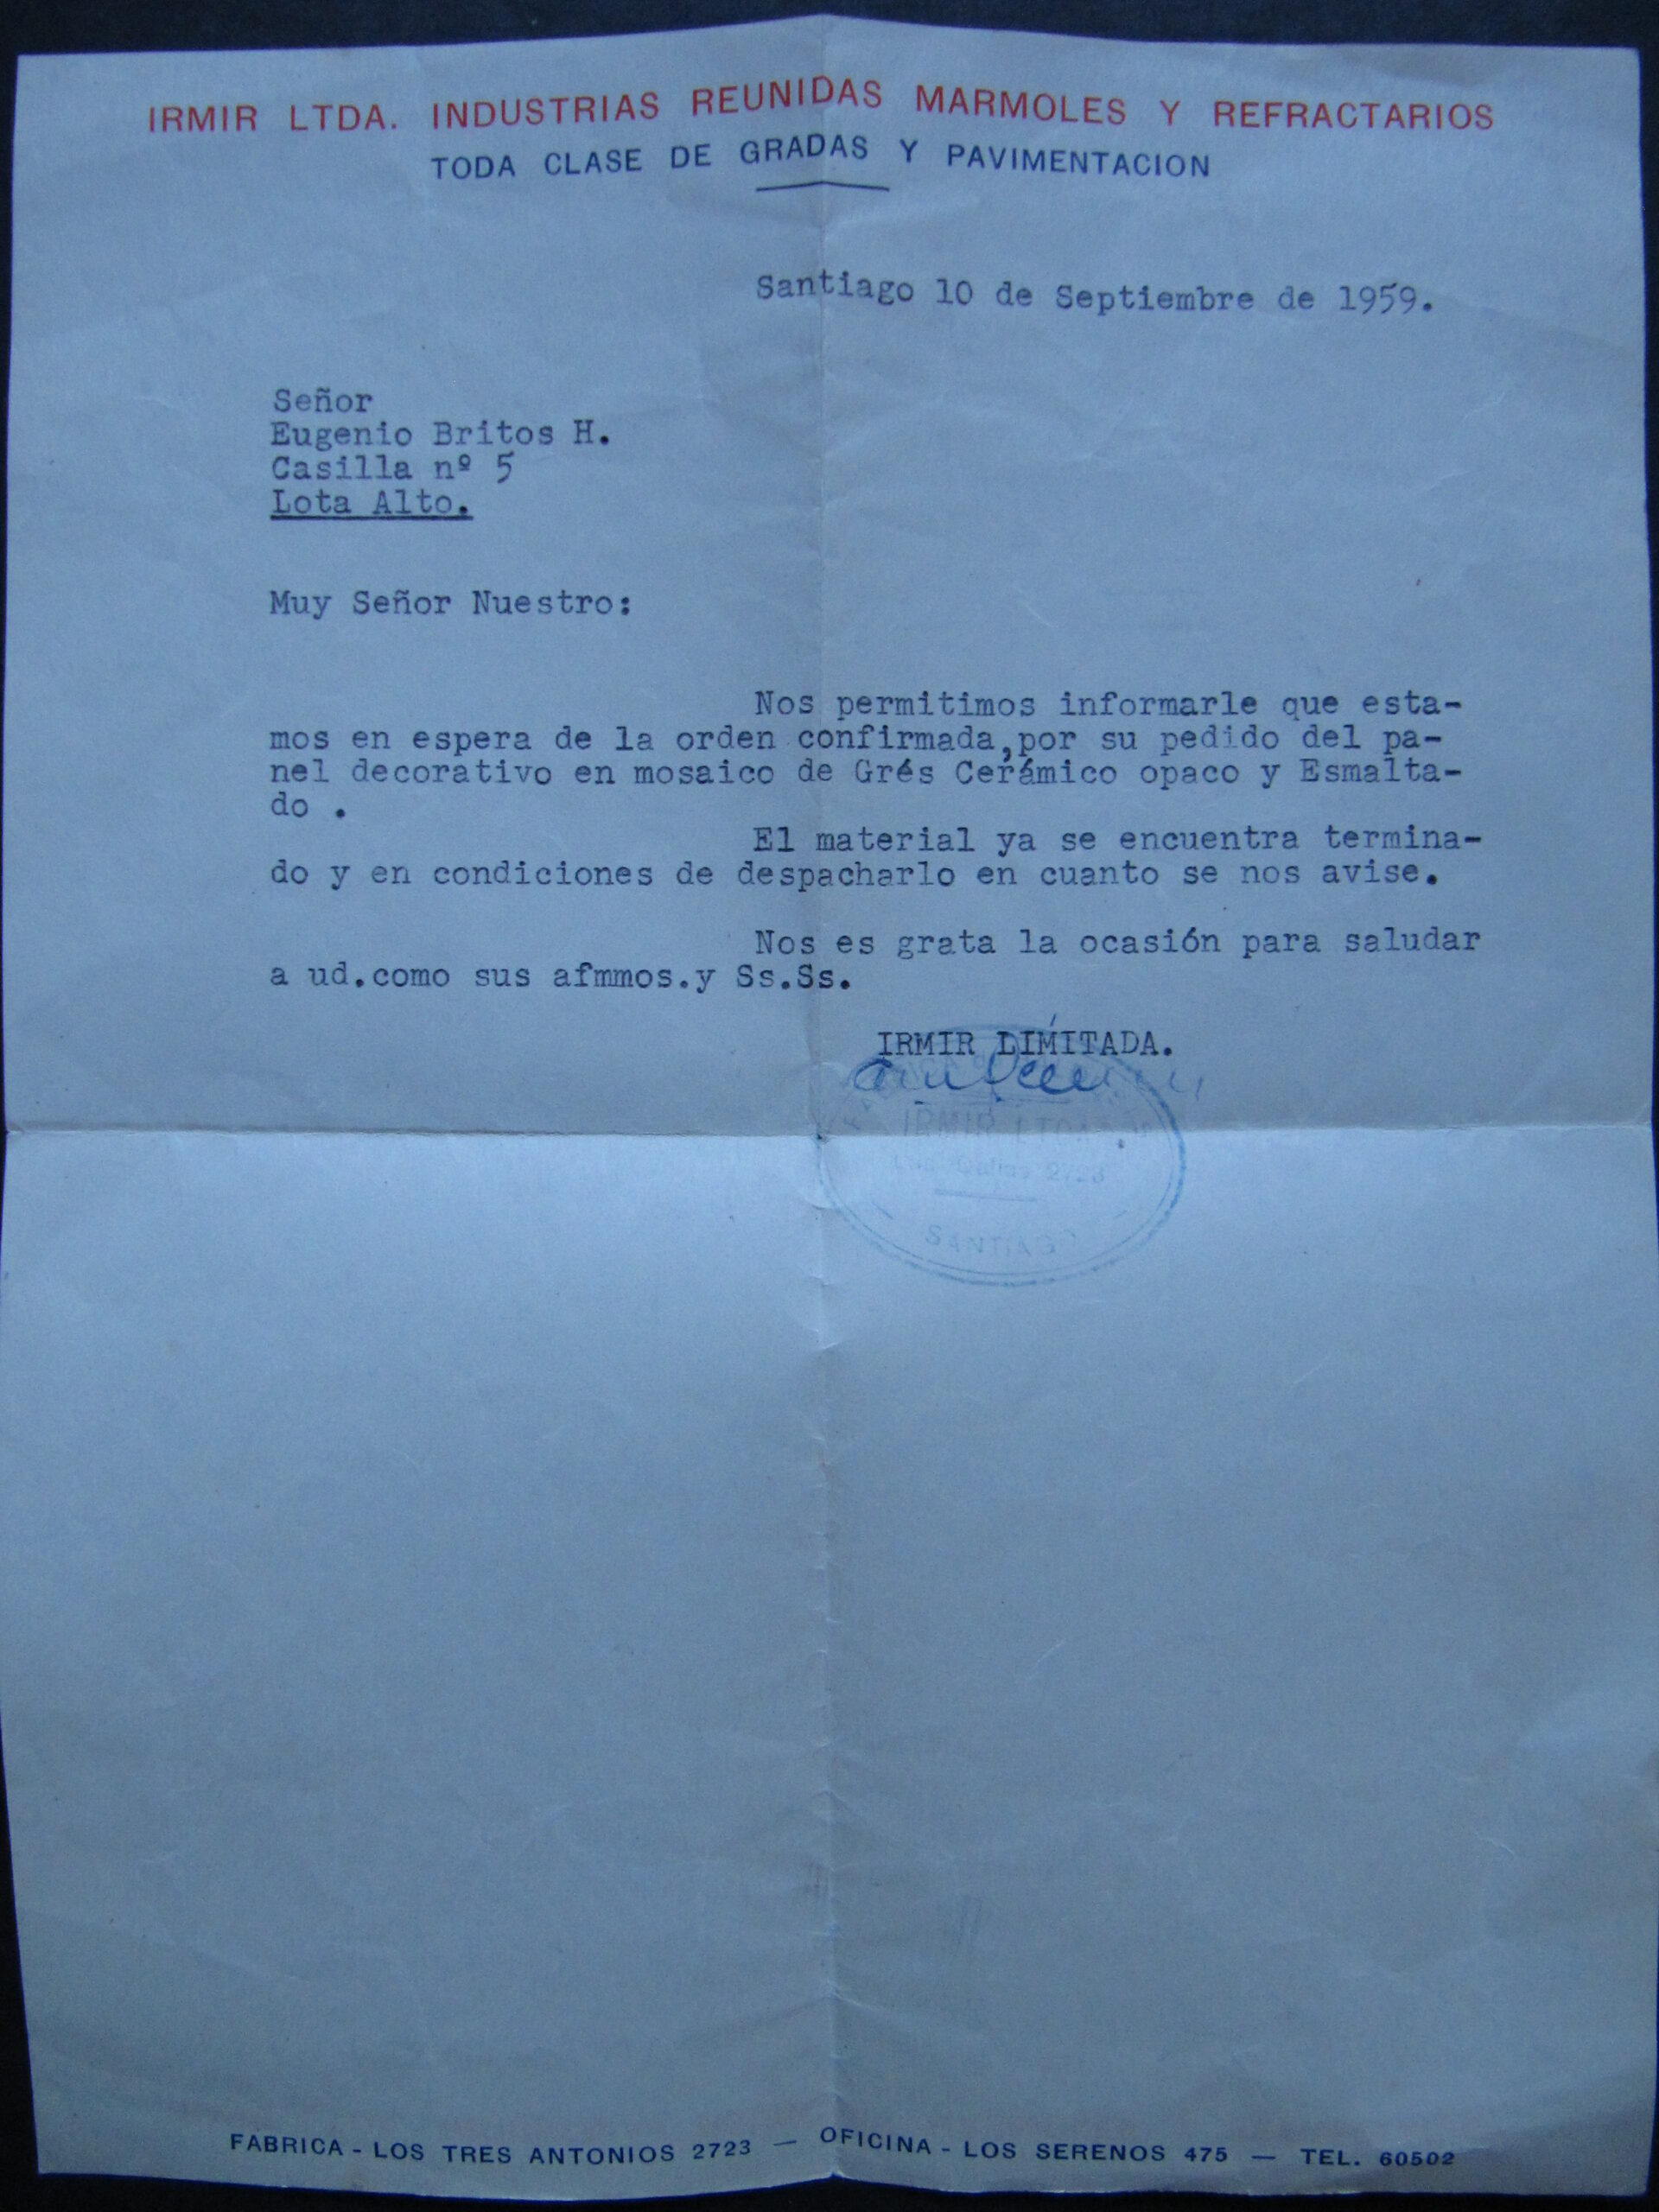 IRMIR LTDA. INDUSTRIAS REUNIDAS MARMOLES Y REFRACTARIOS
TODA CLASE DE GRADAS Y PAVIMENTACION
Santiago 10 de Septiembre de 1959.
Señor
Eugenio Britos H.
Casilla nº 5
Lota Alto.
Muy Señor Nuestro:
Nos permitimos informarle que esta-
mos en espera de la orden confirmada,por su pedido del pa-
nel decorativo en mosaico de Grés Cerámico opaco y Esmalta-
do .
El material ya se encuentra termina-
do y en condiciones de despacharlo en cuanto se nos avise.
Nos es grata la ocasión para saludar
a ud.como sus afmmos.y Ss.Ss.
IRMIR LIMITADA.
IRMIR LTDA.
2723
SANTIAGO
FABRICA - LOS TRES ANTONIOS 2723 — OFICINA - LOS SERENOS 475 — TEL. 60502